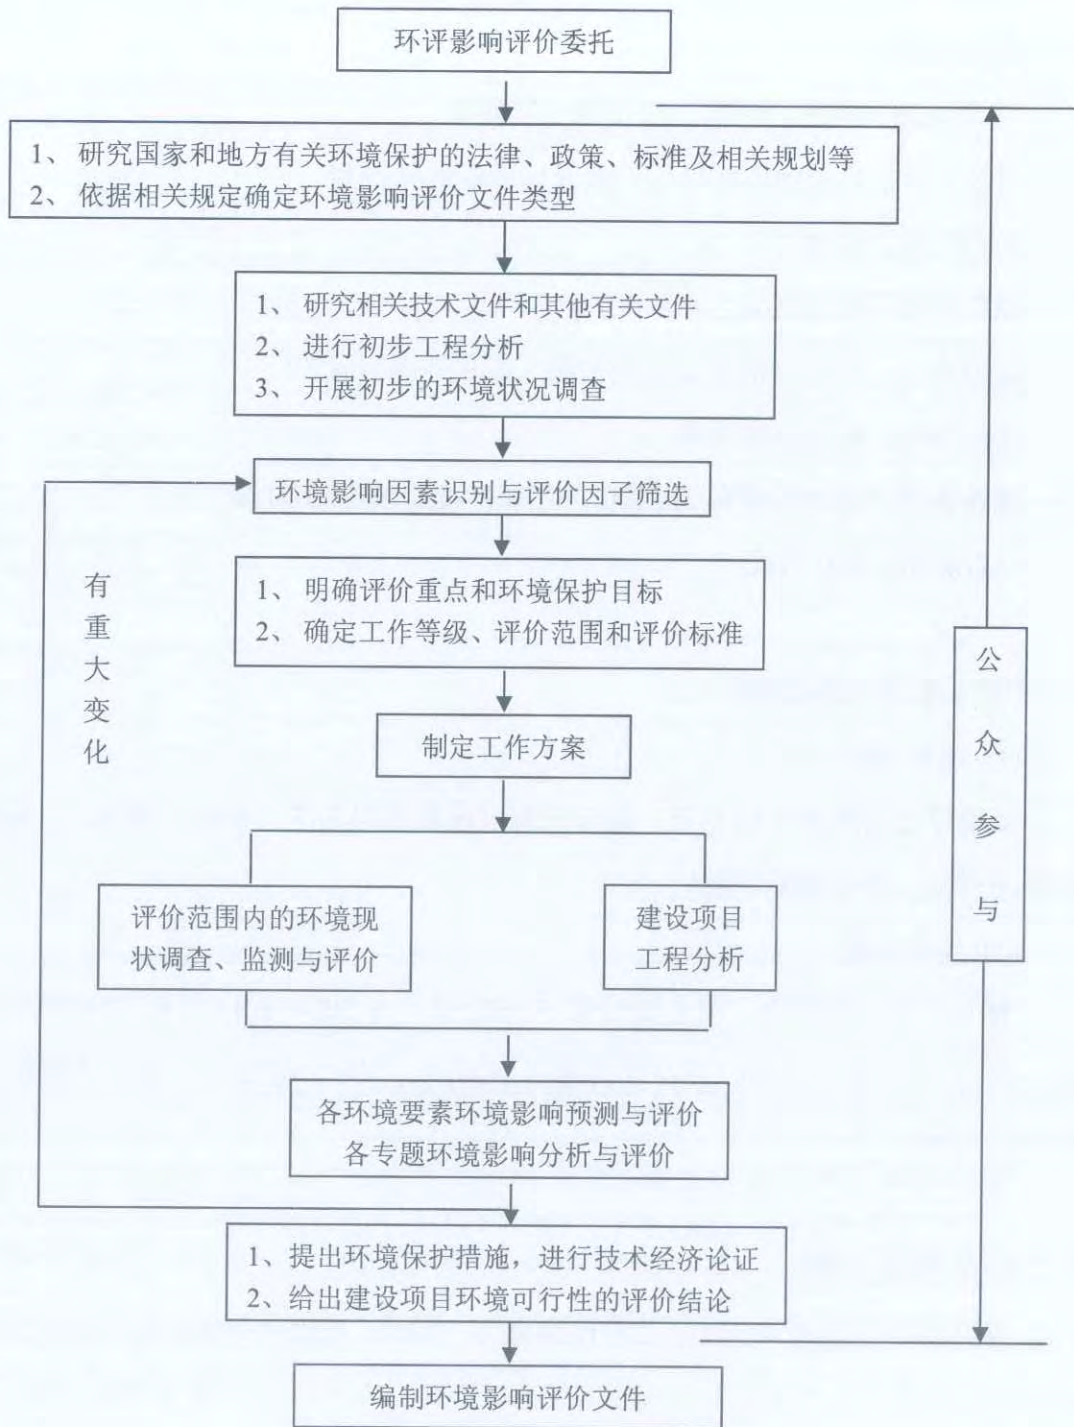 环评影响评价委托
1、 研究国家和地方有关环境保护的法律、政策、标准及相关规划等
2、 依据相关规定确定环境影响评价文件类型
1、 研究相关技术文件和其他有关文件
2、 进行初步工程分析
3、 开展初步的环境状况调查
环境影响因素识别与评价因子筛选
1、 明确评价重点和环境保护目标
2、 确定工作等级、评价范围和评价标准
有重大变化
公众参与
制定工作方案
评价范围内的环境现
状调查、监测与评价
建设项目
工程分析
各环境要素环境影响预测与评价
各专题环境影响分析与评价
1、提出环境保护措施，进行技术经济论证
2、给出建设项目环境可行性的评价结论
编制环境影响评价文件